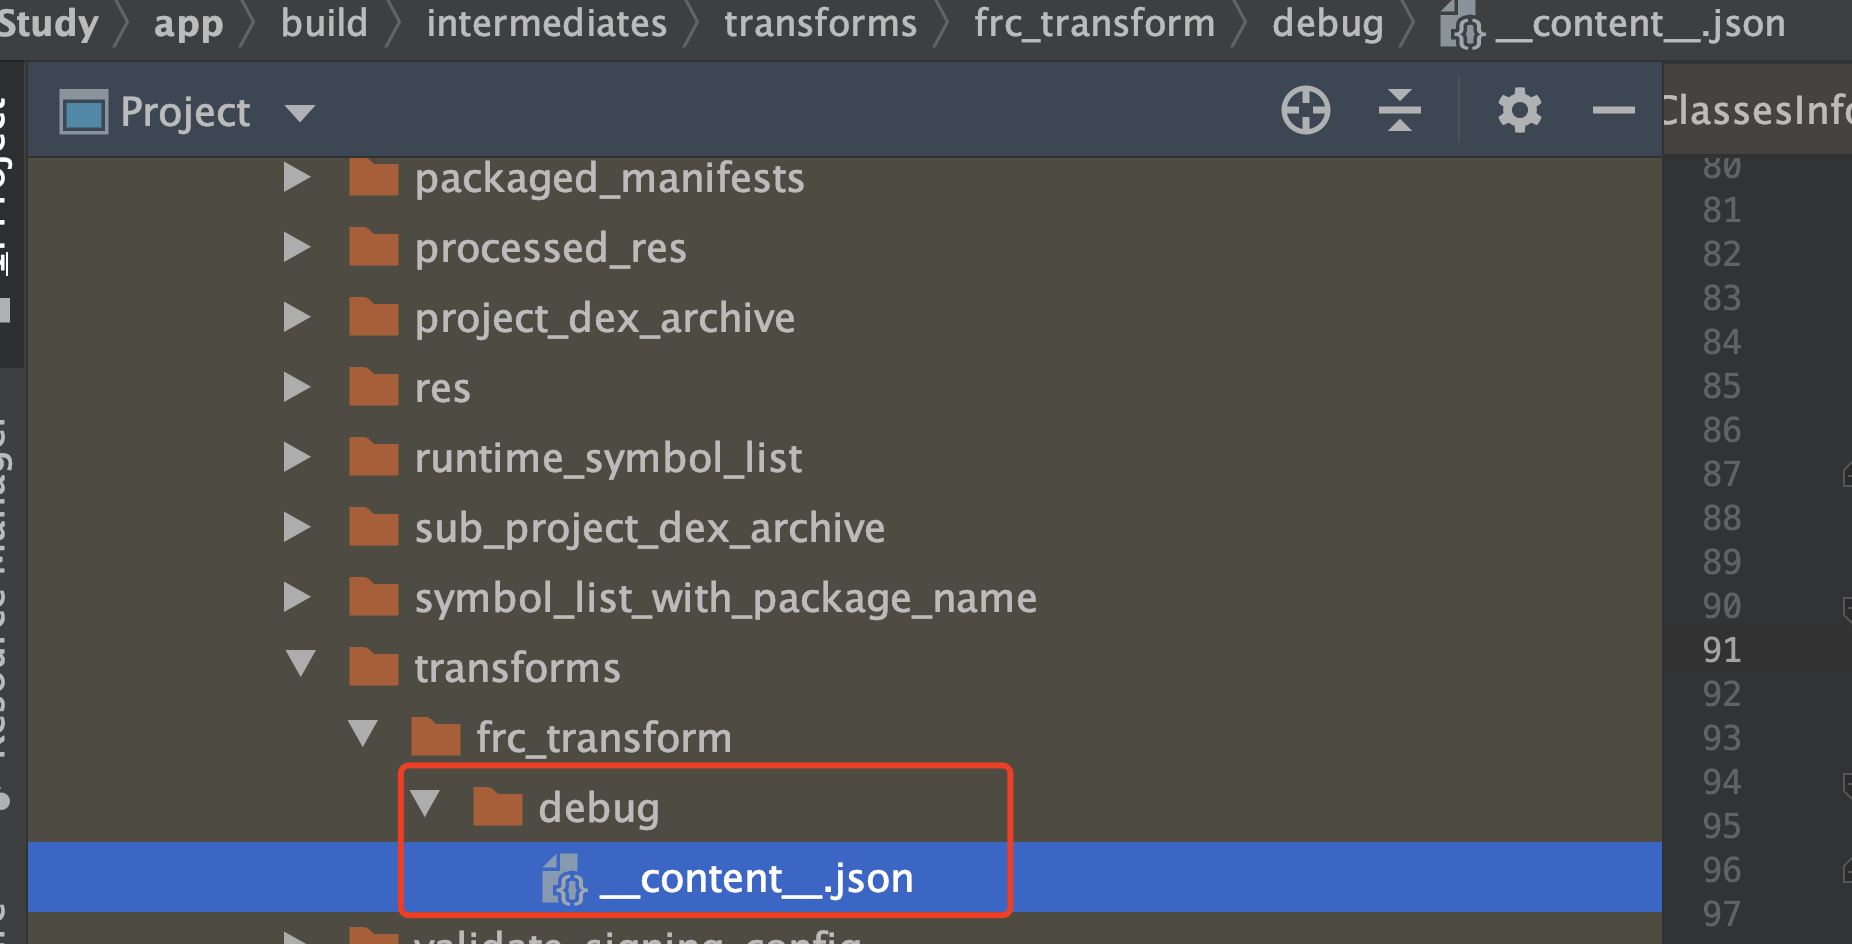 Study app build intermediates transforms frc_transform debug __content__.json
Project
packaged_manifests
processed_res
project_dex_archive
res
runtime_symbol_list
sub_project_dex_archive
symbol_list_with_package_name
transforms
frc_transform
debug
__content__.json
validate_signing_config
80
81
82
83
84
85
86
87
88
89
90
91
92
93
94
95
96
97